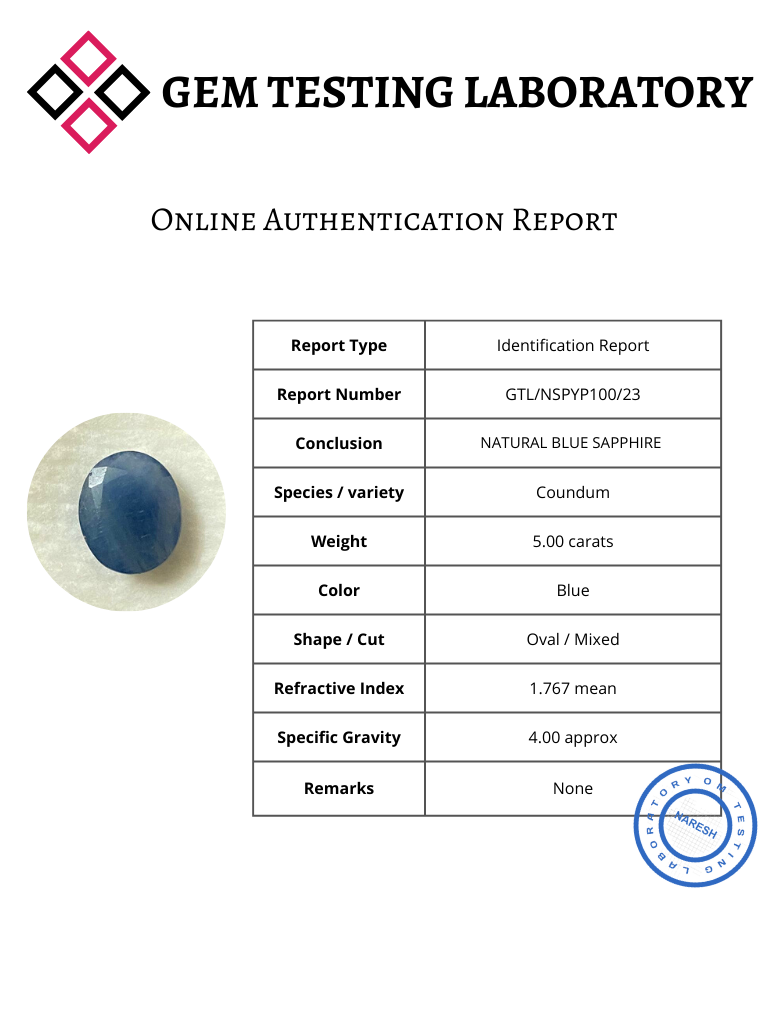 GEM TESTING LABORATORY
Online Authentication Report
Report Type Identification Report
Report Number GTL/NSPYP100/23
Conclusion NATURAL BLUE SAPPHIRE
Species / variety Coundum
Weight 5.00 carats
Color Blue
Shape / Cut Oval / Mixed
Refractive Index 1.767 mean
Specific Gravity 4.00 approx
Remarks None
OM TESTING LABORATORY
NARESH